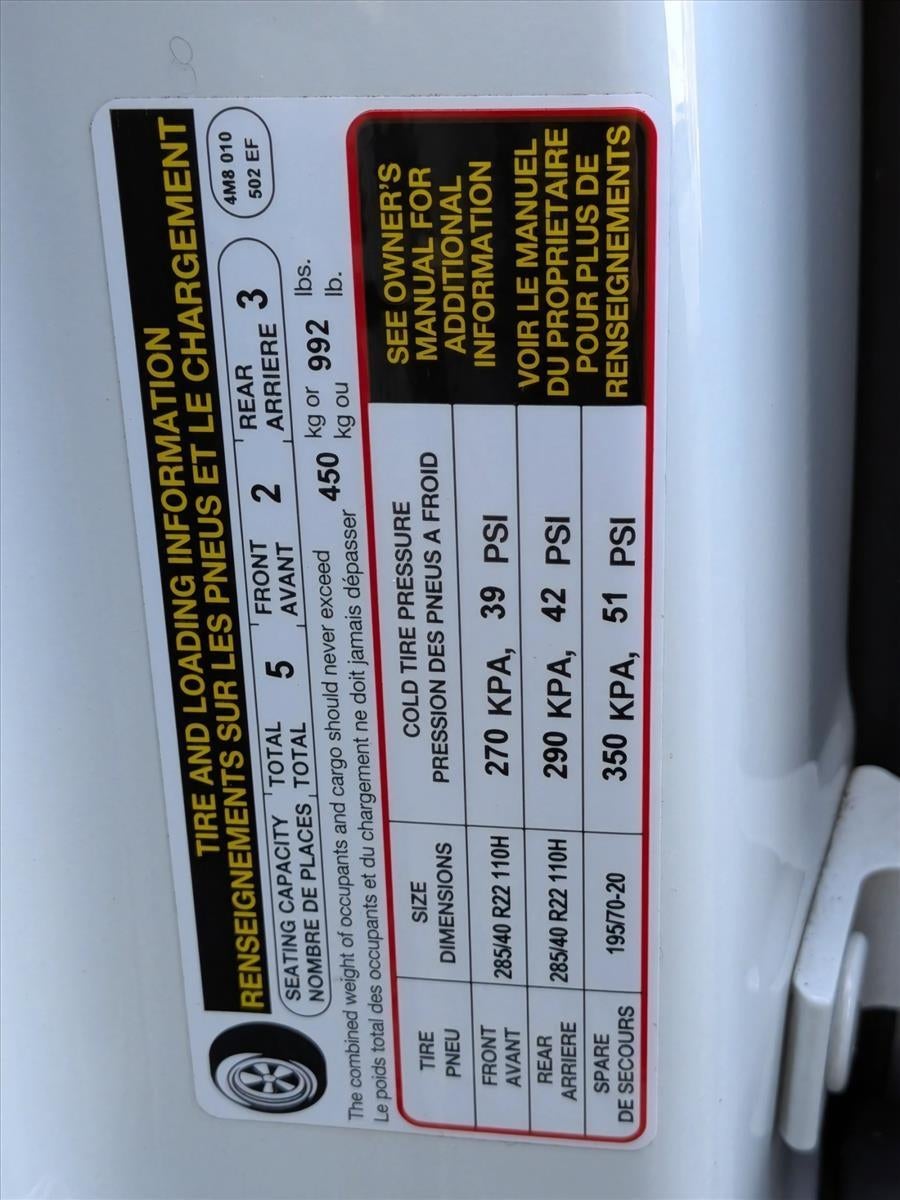 TIRE AND LOADING INFORMATION
RENSEIGNEMENTS SUR LES PNEUS ET LE CHARGEMENT
SEATING CAPACITY TOTAL 5 FRONT 2 REAR 3
NOMBRE DE PLACES TOTAL AVANT ARRIERE
4M8 010
502 EF
The combined weight of occupants and cargo should never exceed 450 kg or 992 lbs.
Le poids total des occupants et du chargement ne doit jamais dépasser kg ou lb.
TIRE SIZE COLD TIRE PRESSURE
PNEU DIMENSIONS PRESSION DES PNEUS A FROID
FRONT
AVANT
285/40 R22 110H 270 KPA, 39 PSI
REAR
ARRIERE
285/40 R22 110H 290 KPA, 42 PSI
SPARE
DE SECOURS
195/70-20 350 KPA, 51 PSI
SEE OWNER'S
MANUAL FOR
ADDITIONAL
INFORMATION
VOIR LE MANUEL
DU PROPRIETAIRE
POUR PLUS DE
RENSEIGNEMENTS